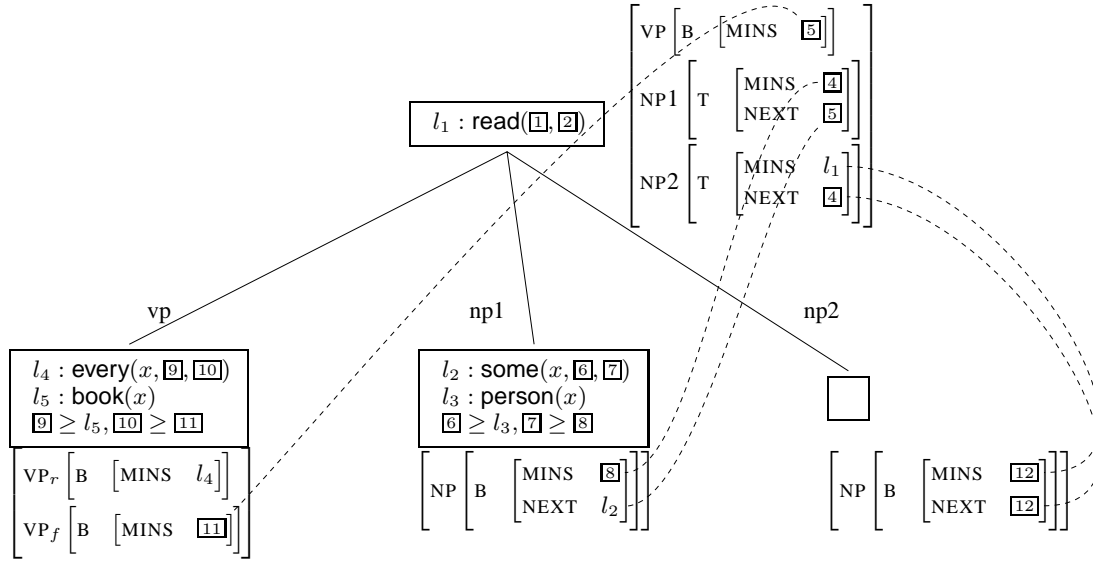 VP [B [MINS 5]]
NP1 [T [MINS 4
NEXT 5]]
NP2 [T [MINS l₁
NEXT 4]]
l₁ : read(1, 2)
vp
np1
np2
l₄ : every(x, 9, 10)
l₅ : book(x)
9 ≥ l₅, 10 ≥ 11
VPᵣ [B [MINS l₄]]
VP_f [B [MINS 11]]
l₂ : some(x, 6, 7)
l₃ : person(x)
6 ≥ l₃, 7 ≥ 8
NP [B [MINS 8
NEXT l₂]]
NP [B [MINS 12
NEXT 12]]